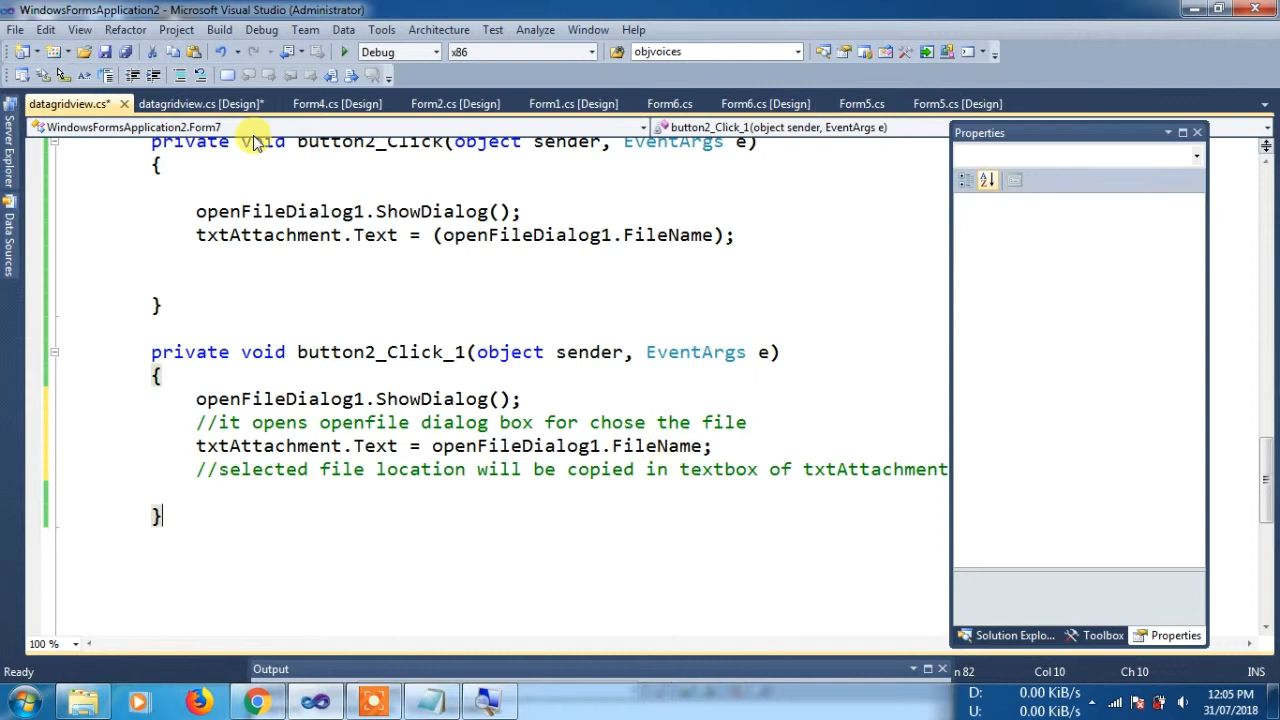 WindowsFormsApplication2 - Microsoft Visual Studio (Administrator)
File Edit View Refactor Project Build Debug Team Data Tools Architecture Test Analyze Window Help
Debug x86 objvoices
datagridview.cs* datagridview.cs [Design]* Form4.cs [Design] Form2.cs [Design] Form1.cs [Design] Form6.cs Form6.cs [Design] Form5.cs Form5.cs [Design]
WindowsFormsApplication2.Form7 button2_Click_1(object sender, EventArgs e)
Server Explorer
Data Sources
private void button2_Click(object sender, EventArgs e)
{
openFileDialog1.ShowDialog();
txtAttachment.Text = (openFileDialog1.FileName);
}
private void button2_Click_1(object sender, EventArgs e)
{
openFileDialog1.ShowDialog();
//it opens openfile dialog box for chose the file
txtAttachment.Text = openFileDialog1.FileName;
//selected file location will be copied in textbox of txtAttachment
}
Properties
A
Z
Solution Explo... Toolbox Properties
100 %
Output
Ready n 82 Col 10 Ch 10 INS
D: 0.00 KiB/s
U: 0.00 KiB/s
12:05 PM
31/07/2018